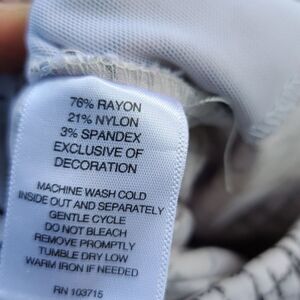 76% RAYON
21% NYLON
3% SPANDEX
EXCLUSIVE OF
DECORATION
MACHINE WASH COLD
INSIDE OUT AND SEPARATELY
GENTLE CYCLE
DO NOT BLEACH
REMOVE PROMPTLY
TUMBLE DRY LOW
WARM IRON IF NEEDED
RN 103715